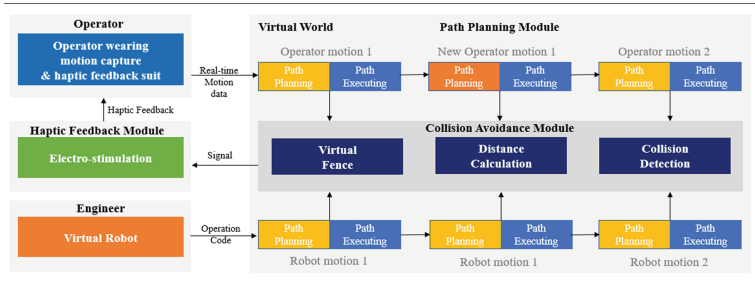 Operator
Operator wearing
motion capture
& haptic feedback suit
Haptic Feedback
Haptic Feedback Module
Electro-stimulation
Engineer
Virtual Robot
Real-time
Motion
data
Signal
Operation
Code
Virtual World
Path Planning Module
Operator motion 1
New Operator motion 1
Operator motion 2
Path
Planning
Path
Executing
Path
Planning
Path
Executing
Path
Planning
Path
Executing
Collision Avoidance Module
Virtual
Fence
Distance
Calculation
Collision
Detection
Path
Planning
Path
Executing
Path
Planning
Path
Executing
Path
Planning
Path
Executing
Robot motion 1
Robot motion 1
Robot motion 2